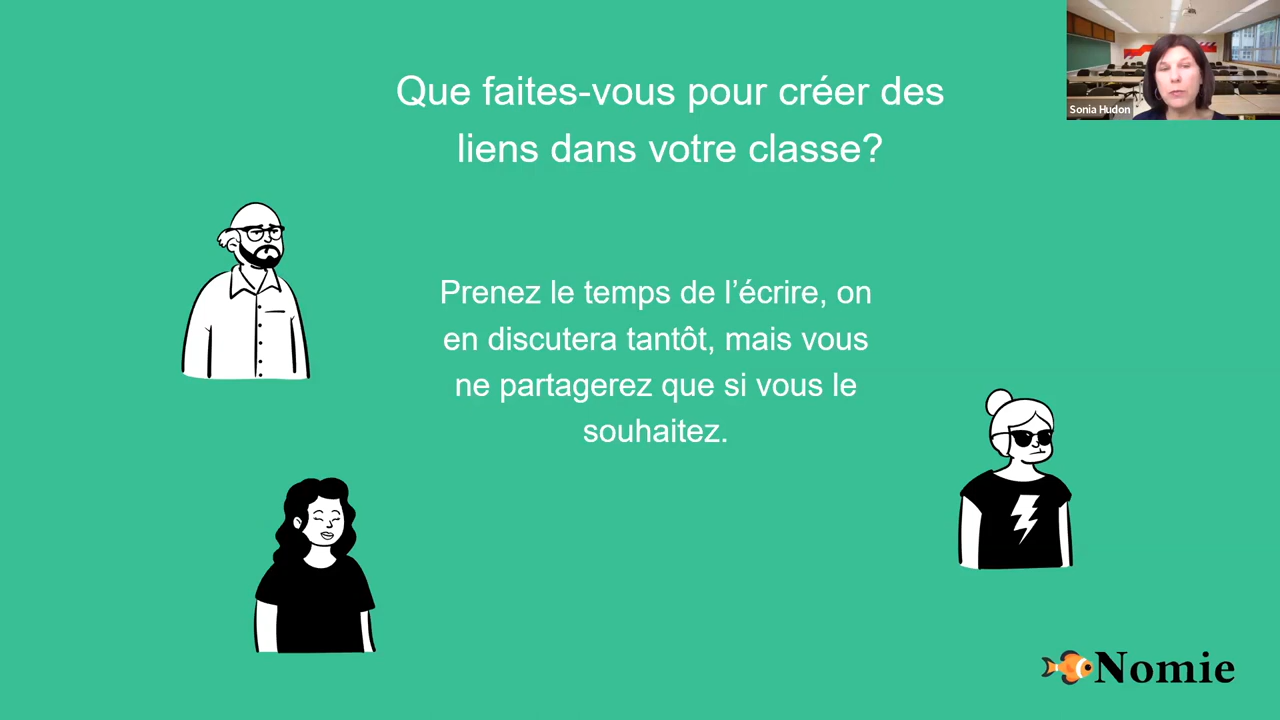 Que faites-vous pour créer des
liens dans votre classe?
Sonia Hudon
Prenez le temps de l’écrire, on
en discutera tantôt, mais vous
ne partagerez que si vous le
souhaitez.
Nomie